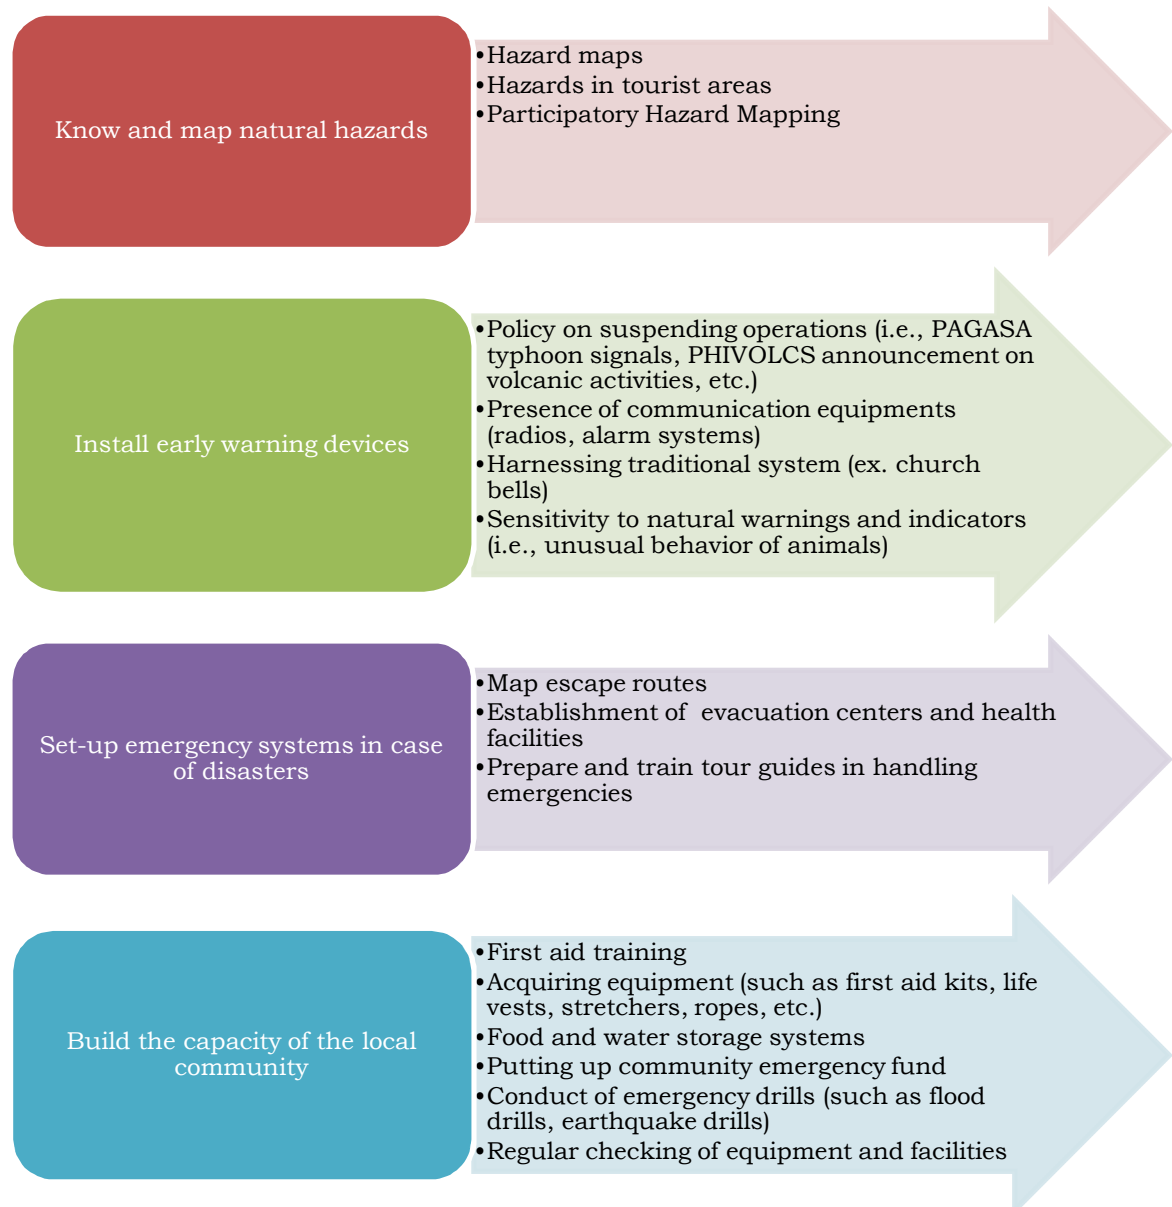 Know and map natural hazards
•Hazard maps
•Hazards in tourist areas
•Participatory Hazard Mapping
Install early warning devices
•Policy on suspending operations (i.e., PAGASA
typhoon signals, PHIVOLCS announcement on
volcanic activities, etc.)
•Presence of communication equipments
(radios, alarm systems)
•Harnessing traditional system (ex. church
bells)
•Sensitivity to natural warnings and indicators
(i.e., unusual behavior of animals)
Set-up emergency systems in case
of disasters
•Map escape routes
•Establishment of  evacuation centers and health
facilities
•Prepare and train tour guides in handling
emergencies
Build the capacity of the local
community
•First aid training
•Acquiring equipment (such as first aid kits, life
vests, stretchers, ropes, etc.)
•Food and water storage systems
•Putting up community emergency fund
•Conduct of emergency drills (such as flood
drills, earthquake drills)
•Regular checking of equipment and facilities